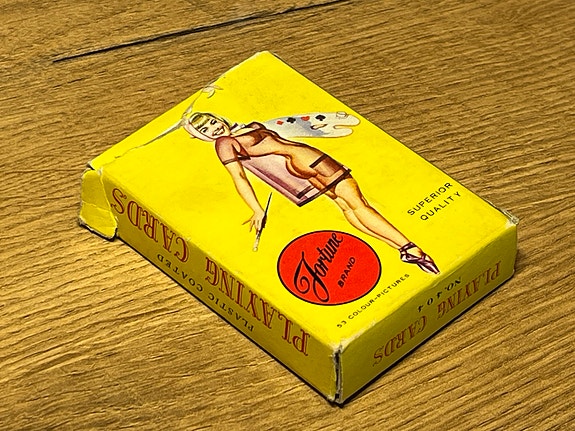 SUPERIOR
QUALITY
Fortune
BRAND
53 COLOUR-PICTURES
PLASTIC COATED
PLAYING CARDS
PLAYING CARDS
NO. 404